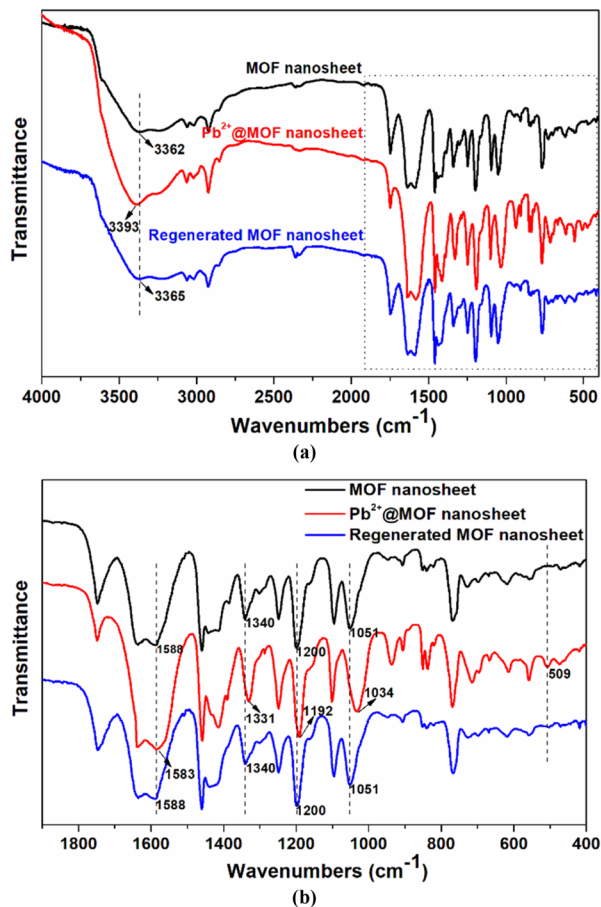 Transmittance
MOF nanosheet
3362
Pb²⁺@MOF nanosheet
3393
Regenerated MOF nanosheet
3365
4000 3500 3000 2500 2000 1500 1000 500
Wavenumbers (cm⁻¹)
(a)
Transmittance
MOF nanosheet
Pb²⁺@MOF nanosheet
Regenerated MOF nanosheet
1588 1340 1200 1051
1583 1331 1192 1034 509
1588 1340 1200 1051
1800 1600 1400 1200 1000 800 600 400
Wavenumbers (cm⁻¹)
(b)